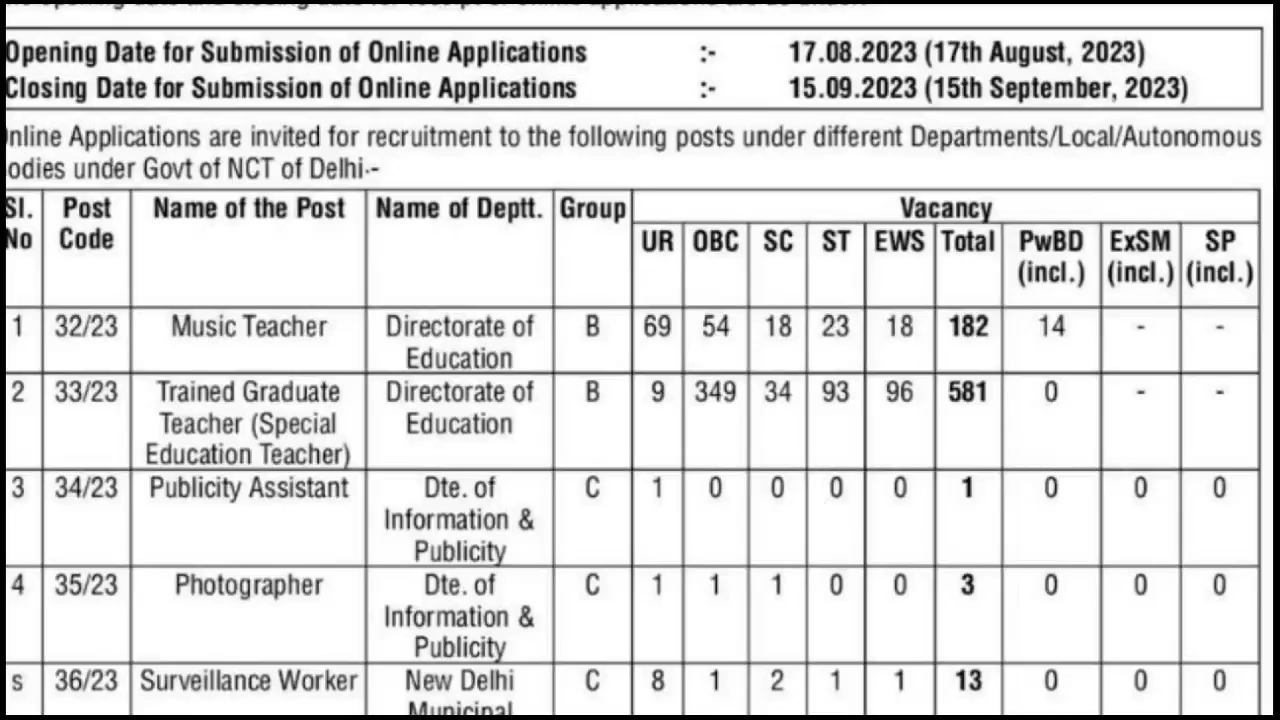 Opening Date for Submission of Online Applications :- 17.08.2023 (17th August, 2023)
Closing Date for Submission of Online Applications :- 15.09.2023 (15th September, 2023)
nline Applications are invited for recruitment to the following posts under different Departments/Local/Autonomous
odies under Govt of NCT of Delhi:-
Sl. Post Name of the Post Name of Deptt. Group Vacancy
No Code UR OBC SC ST EWS Total PwBD ExSM SP
(incl.) (incl.) (incl.)
1 32/23 Music Teacher Directorate of B 69 54 18 23 18 182 14 - -
Education
2 33/23 Trained Graduate Directorate of B 9 349 34 93 96 581 0 - -
Teacher (Special Education
Education Teacher)
3 34/23 Publicity Assistant Dte. of C 1 0 0 0 0 1 0 0 0
Information &
Publicity
4 35/23 Photographer Dte. of C 1 1 1 0 0 3 0 0 0
Information &
Publicity
s 36/23 Surveillance Worker New Delhi C 8 1 2 1 1 13 0 0 0
Municipal